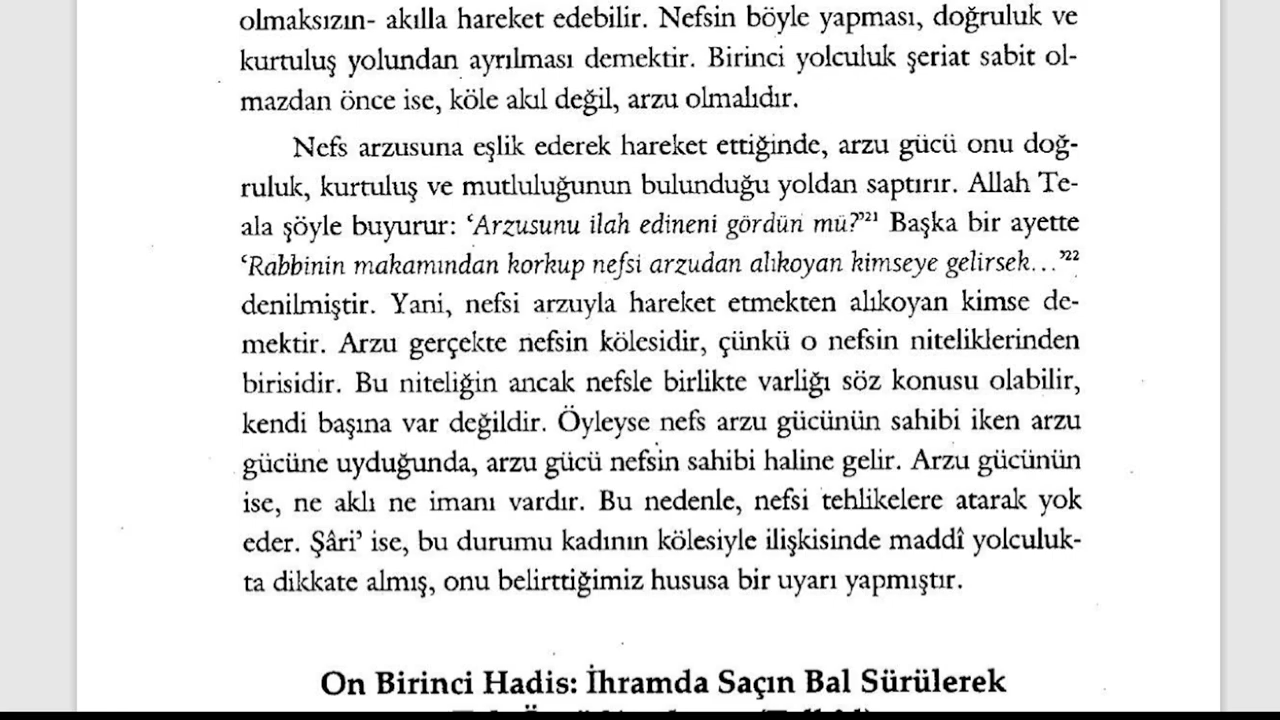 olmaksızın- akılla hareket edebilir. Nefsin böyle yapması, doğruluk ve
kurtuluş yolundan ayrılması demektir. Birinci yolculuk şeriat sabit ol-
mazdan önce ise, köle akıl değil, arzu olmalıdır.
Nefs arzusuna eşlik ederek hareket ettiğinde, arzu gücü onu doğ-
ruluk, kurtuluş ve mutluluğunun bulunduğu yoldan saptırır. Allah Te-
ala şöyle buyurur: ‘Arzusunu ilah edineni gördün mü?’21 Başka bir ayette
‘Rabbinin makamından korkup nefsi arzudan alıkoyan kimseye gelirsek...’22
denilmiştir. Yani, nefsi arzuyla hareket etmekten alıkoyan kimse de-
mektir. Arzu gerçekte nefsin kölesidir, çünkü o nefsin niteliklerinden
birisidir. Bu niteliğin ancak nefsle birlikte varlığı söz konusu olabilir,
kendi başına var değildir. Öyleyse nefs arzu gücünün sahibi iken arzu
gücüne uyduğunda, arzu gücü nefsin sahibi haline gelir. Arzu gücünün
ise, ne aklı ne imanı vardır. Bu nedenle, nefsi tehlikelere atarak yok
eder. Şâri’ ise, bu durumu kadının kölesiyle ilişkisinde maddî yolculuk-
ta dikkate almış, onu belirttiğimiz hususa bir uyarı yapmıştır.
On Birinci Hadis: İhramda Saçın Bal Sürülerek